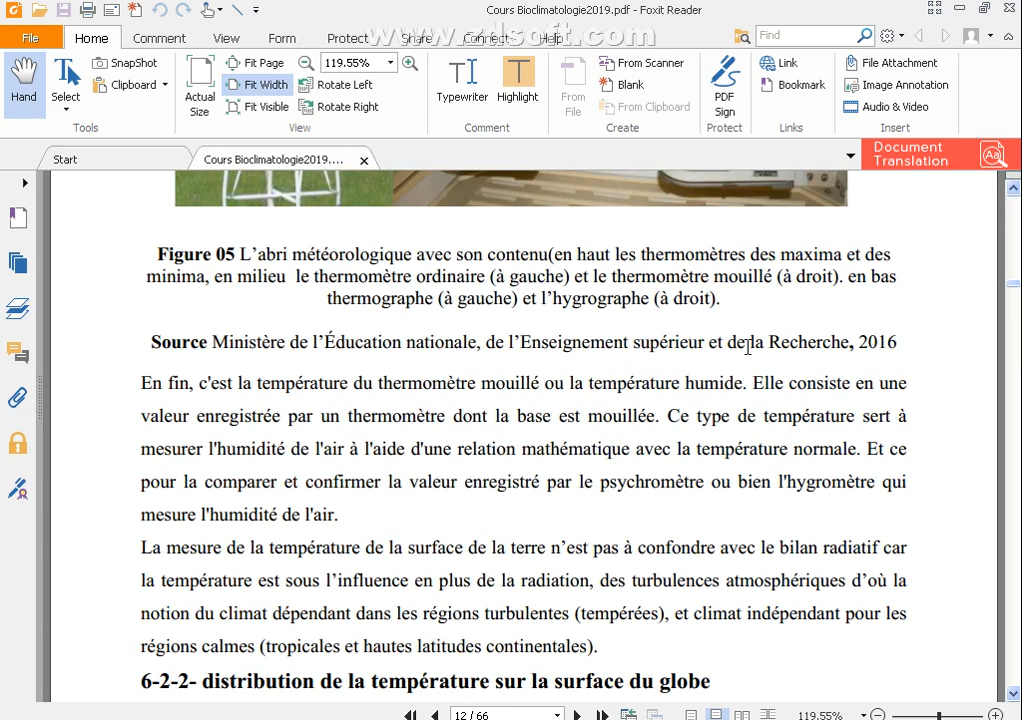 Cours Bioclimatologie2019.pdf - Foxit Reader
File Home Comment View Form Protect Share Connect Help Find
www.zdsoft.com
Hand Select SnapShot Clipboard Tools
Actual Size Fit Page Fit Width Fit Visible 119.55% Rotate Left Rotate Right View
Typewriter Highlight Comment
From File From Scanner Blank From Clipboard Create
PDF Sign Protect
Link Bookmark Links
File Attachment Image Annotation Audio & Video Insert
Start Cours Bioclimatologie2019....
Document Translation
Figure 05 L’abri météorologique avec son contenu(en haut les thermomètres des maxima et des
minima, en milieu le thermomètre ordinaire (à gauche) et le thermomètre mouillé (à droit). en bas
thermographe (à gauche) et l’hygrographe (à droit).
Source Ministère de l’Éducation nationale, de l’Enseignement supérieur et de la Recherche, 2016
En fin, c'est la température du thermomètre mouillé ou la température humide. Elle consiste en une
valeur enregistrée par un thermomètre dont la base est mouillée. Ce type de température sert à
mesurer l'humidité de l'air à l'aide d'une relation mathématique avec la température normale. Et ce
pour la comparer et confirmer la valeur enregistré par le psychromètre ou bien l'hygromètre qui
mesure l'humidité de l'air.
La mesure de la température de la surface de la terre n’est pas à confondre avec le bilan radiatif car
la température est sous l’influence en plus de la radiation, des turbulences atmosphériques d’où la
notion du climat dépendant dans les régions turbulentes (tempérées), et climat indépendant pour les
régions calmes (tropicales et hautes latitudes continentales).
6-2-2- distribution de la température sur la surface du globe
12 / 66 119.55%